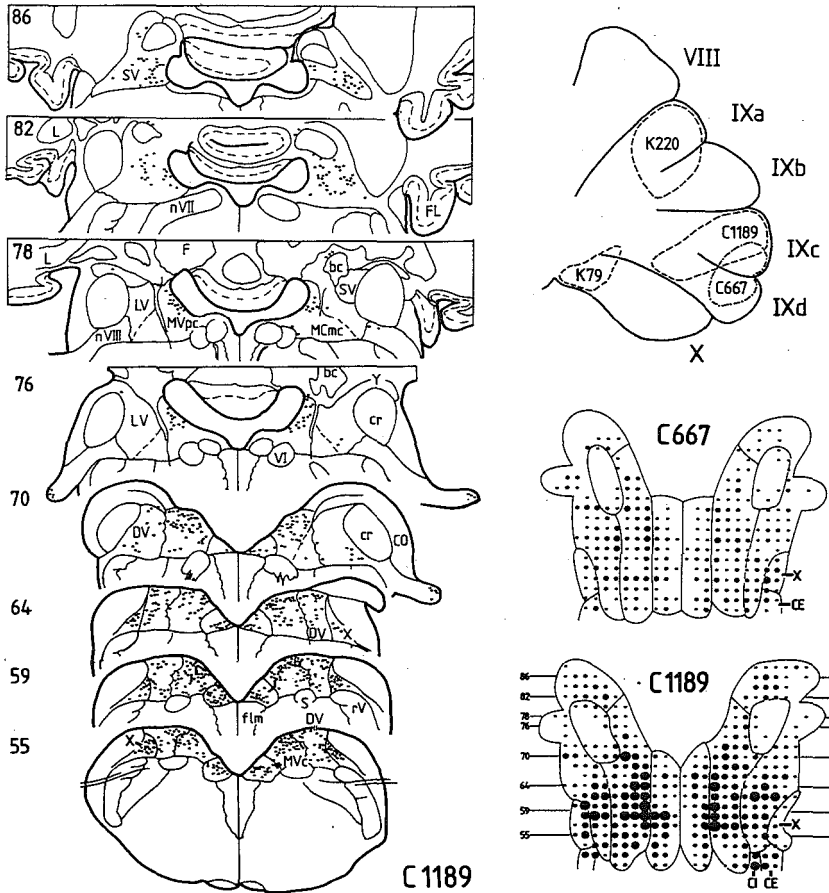 86
SV
82
L
nVII
FL
78
L
F
bc
SV
LV
MVpc
MCmc
nVIII
76
bc
Y
LV
cr
VI
70
DV
cr
CO
64
DV
X
59
flm
S
DV
rV
55
X
MVc
C1189
VIII
IXa
K220
IXb
C1189
IXc
K79
C667
IXd
X
C667
X
CE
C1189
86
82
78
76
70
64
59
55
X
CI
CE